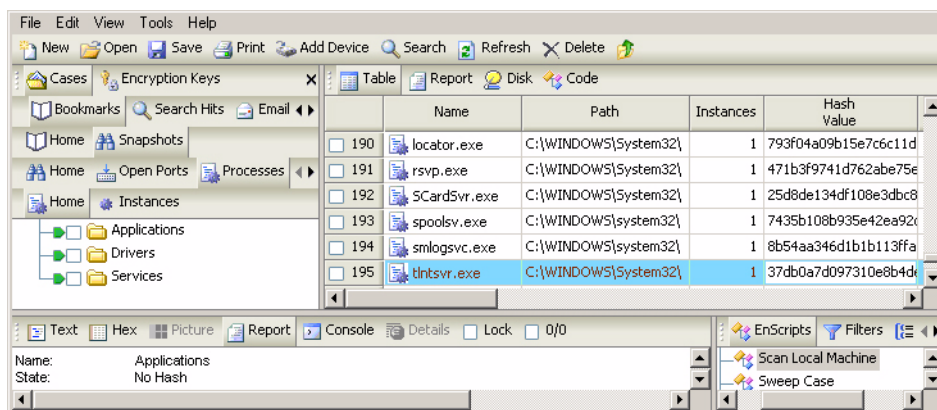 File Edit View Tools Help
New Open Save Print Add Device Search Refresh Delete
Cases Encryption Keys
Table Report Disk Code
Bookmarks Search Hits Email
Home Snapshots
Home Open Ports Processes
Home Instances
Applications
Drivers
Services
Name Path Instances Hash Value
190 locator.exe C:\WINDOWS\System32\ 1 793f04a09b15e7c6c11d
191 rsvp.exe C:\WINDOWS\System32\ 1 471b3f9741d762abe75e
192 SCardSvr.exe C:\WINDOWS\System32\ 1 25d8de134df108e3dbc8
193 spoolsv.exe C:\WINDOWS\System32\ 1 7435b108b935e42ea92
194 smlogsvc.exe C:\WINDOWS\System32\ 1 8b54aa346d1b1b113ffa
195 tlntsvr.exe C:\WINDOWS\System32\ 1 37db0a7d097310e8b4d
Text Hex Picture Report Console Details Lock 0/0
Name: Applications
State: No Hash
EnScripts Filters
Scan Local Machine
Sweep Case